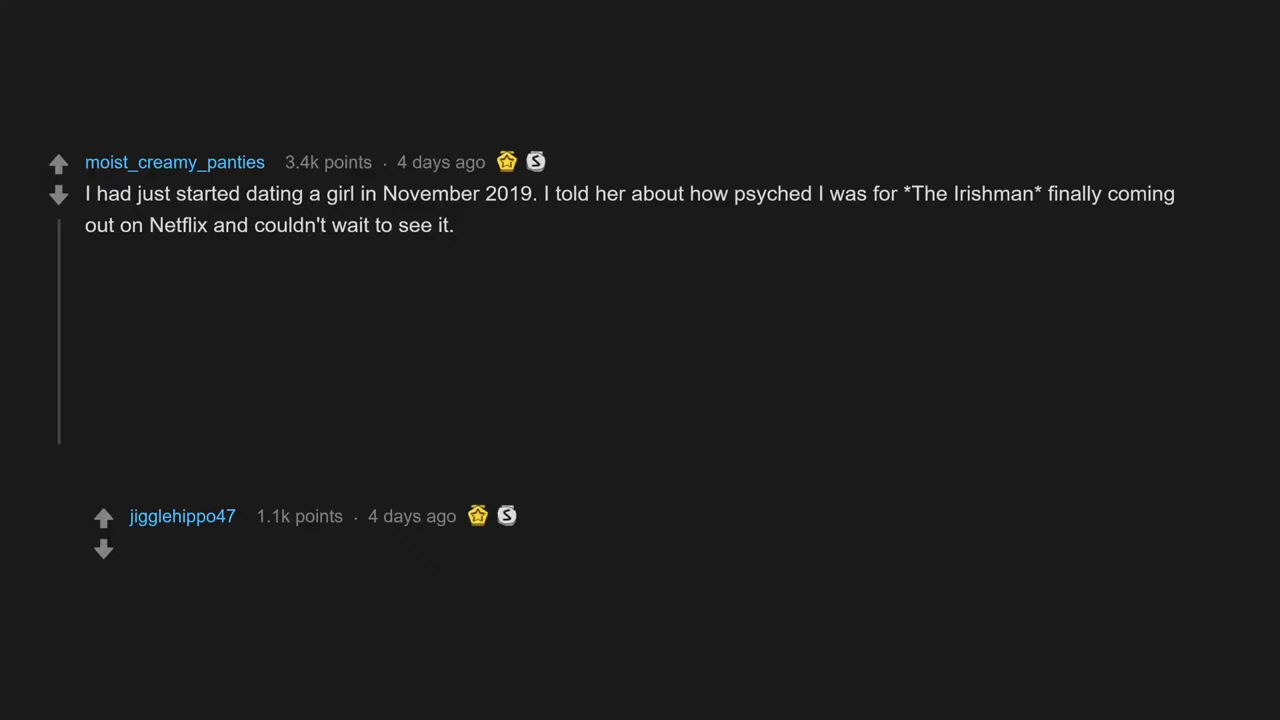 moist_creamy_panties 3.4k points · 4 days ago
I had just started dating a girl in November 2019. I told her about how psyched I was for *The Irishman* finally coming
out on Netflix and couldn't wait to see it.
jigglehippo47 1.1k points · 4 days ago